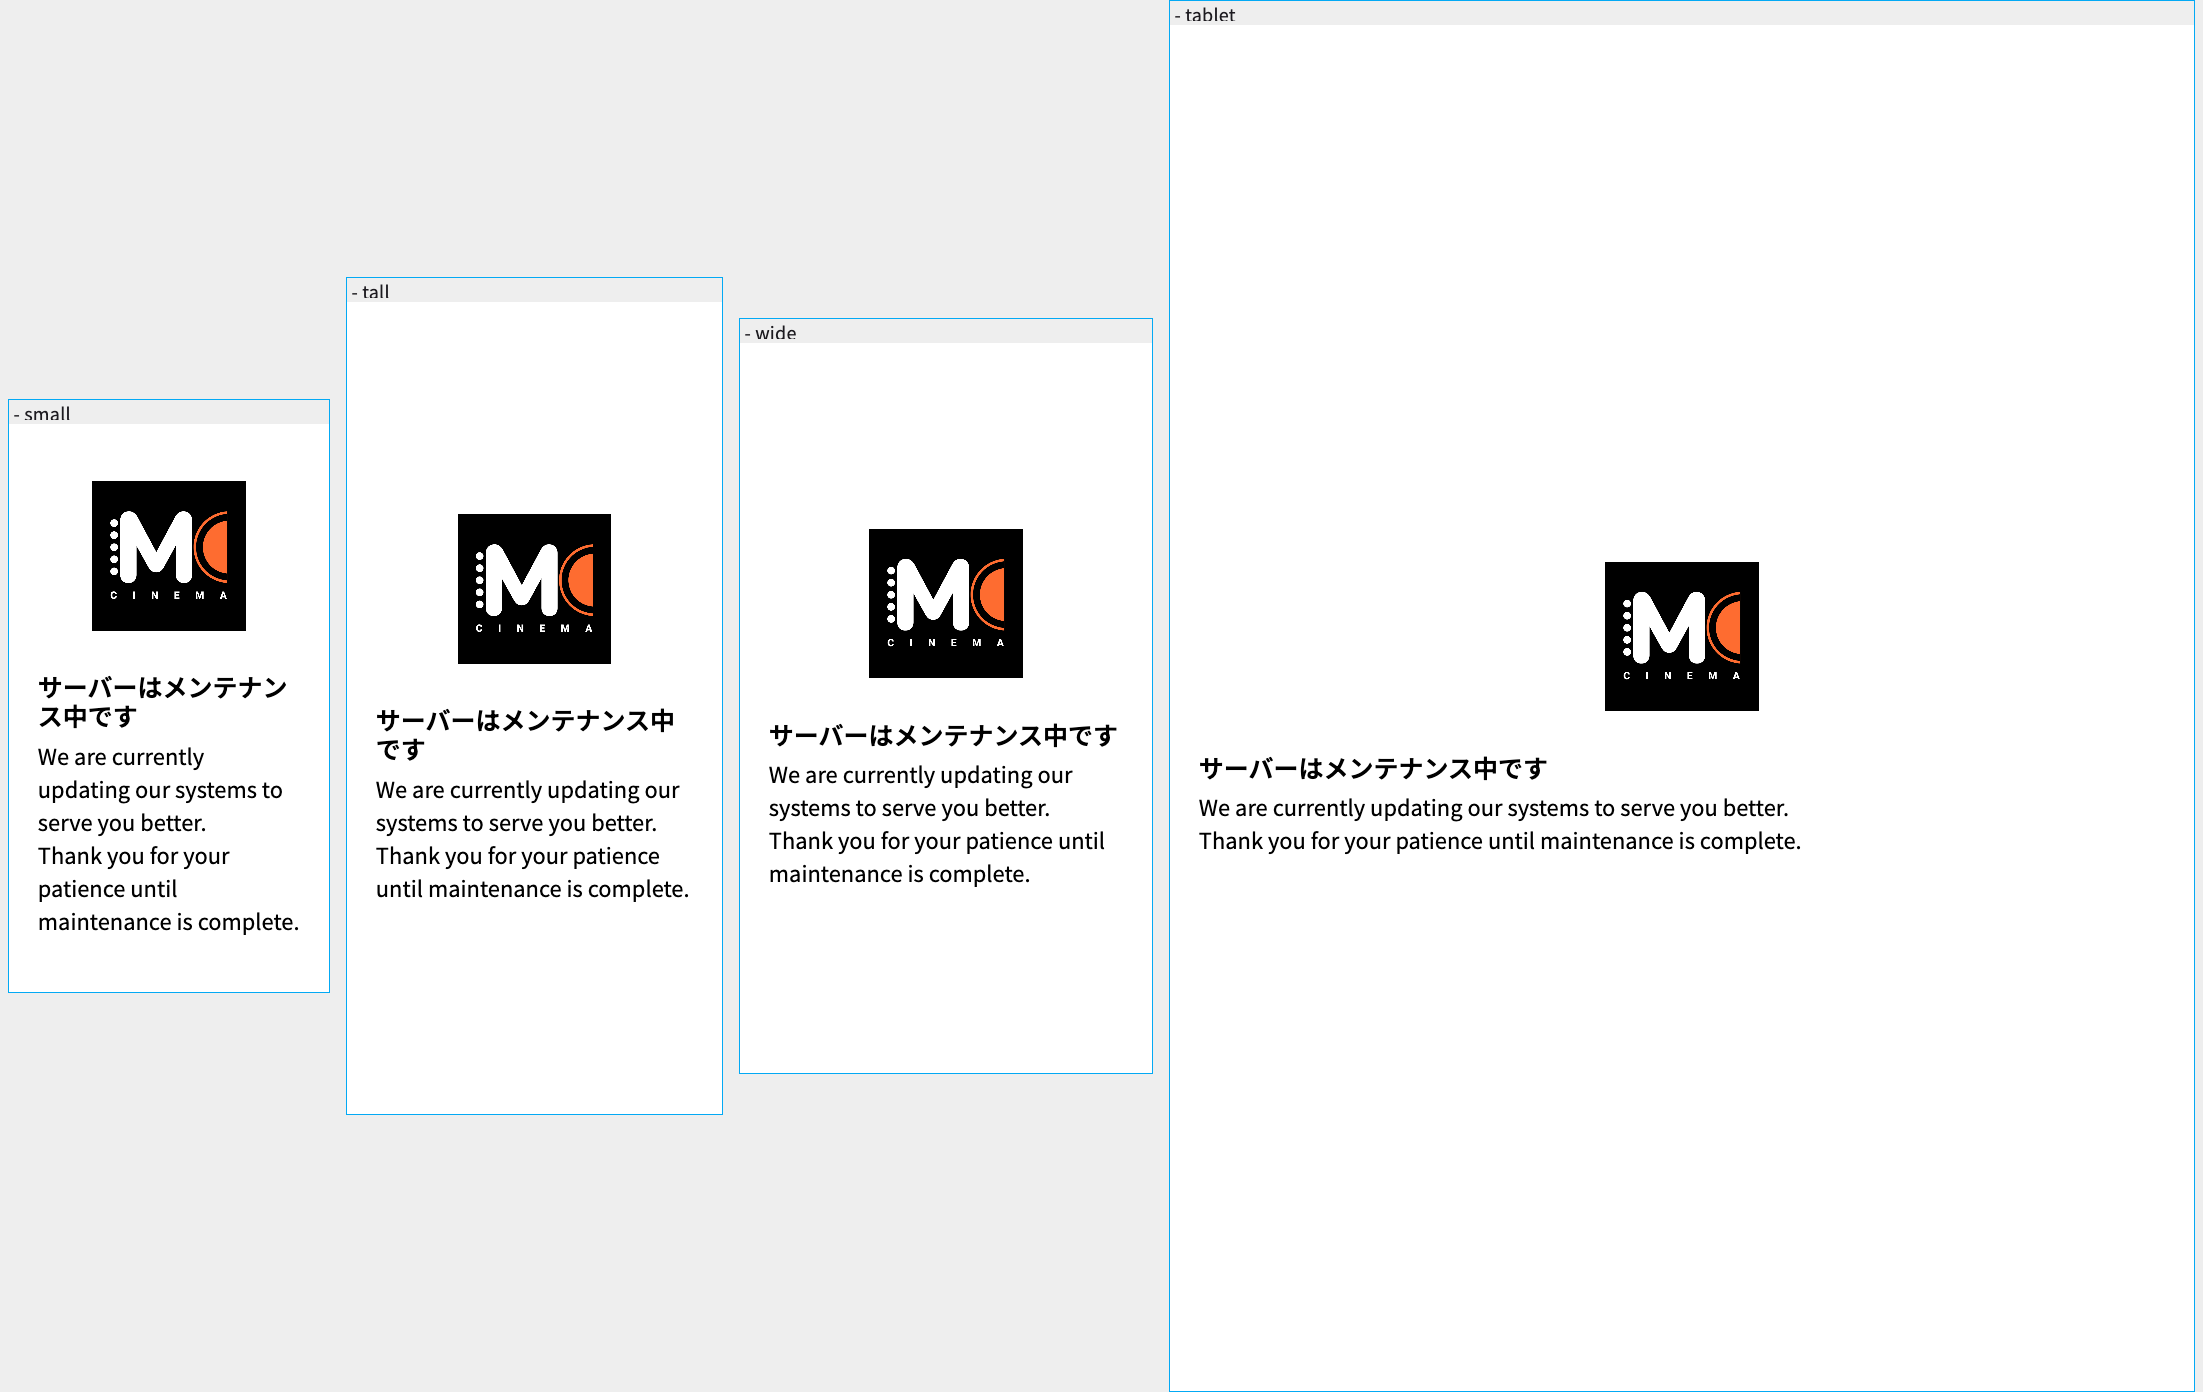 - small
MC
CINEMA
サーバーはメンテナン
ス中です
We are currently
updating our systems to
serve you better.
Thank you for your
patience until
maintenance is complete.
- tall
MC
CINEMA
サーバーはメンテナンス中
です
We are currently updating our
systems to serve you better.
Thank you for your patience
until maintenance is complete.
- wide
MC
CINEMA
サーバーはメンテナンス中です
We are currently updating our
systems to serve you better.
Thank you for your patience until
maintenance is complete.
- tablet
MC
CINEMA
サーバーはメンテナンス中です
We are currently updating our systems to serve you better.
Thank you for your patience until maintenance is complete.